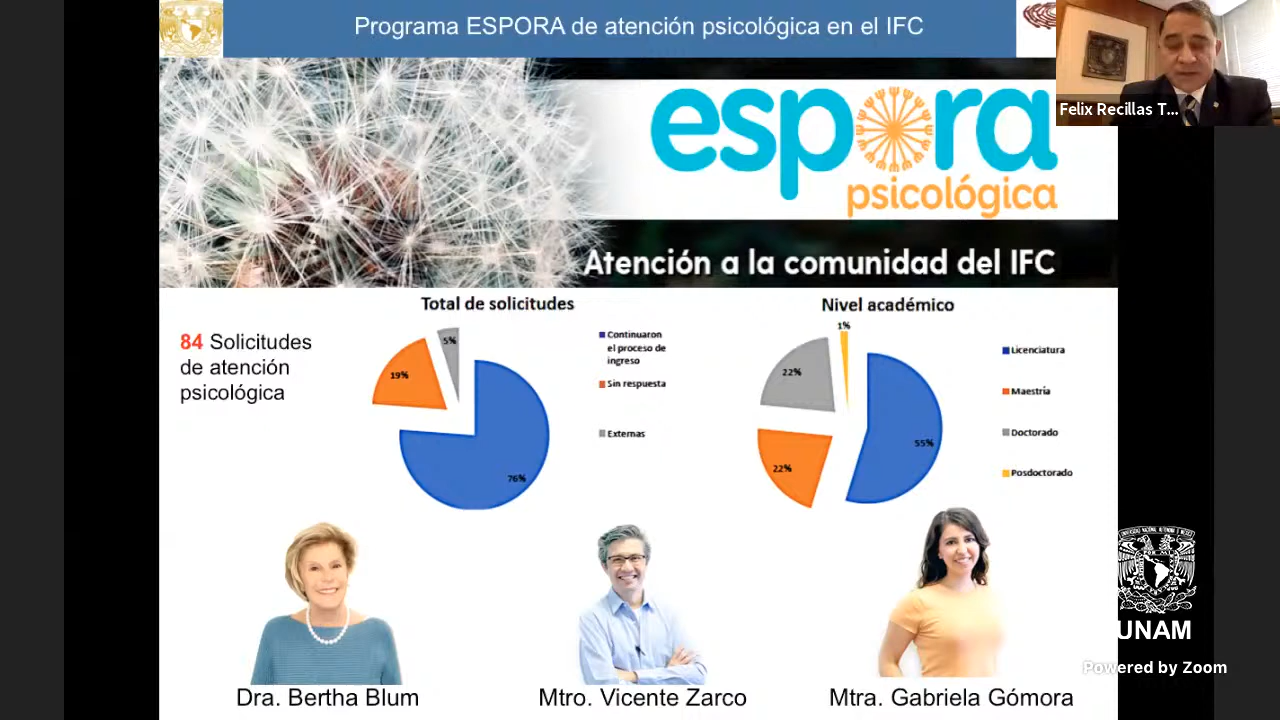 Programa ESPORA de atención psicológica en el IFC
Felix Recillas T...
espora
psicológica
Atención a la comunidad del IFC
Total de solicitudes
Nivel académico
84 Solicitudes
de atención
psicológica
5%
19%
76%
Continuaron
el proceso de
ingreso
Sin respuesta
Externas
1%
22%
55%
22%
Licenciatura
Maestría
Doctorado
Posdoctorado
UNAM
Powered by Zoom
Dra. Bertha Blum
Mtro. Vicente Zarco
Mtra. Gabriela Gómora